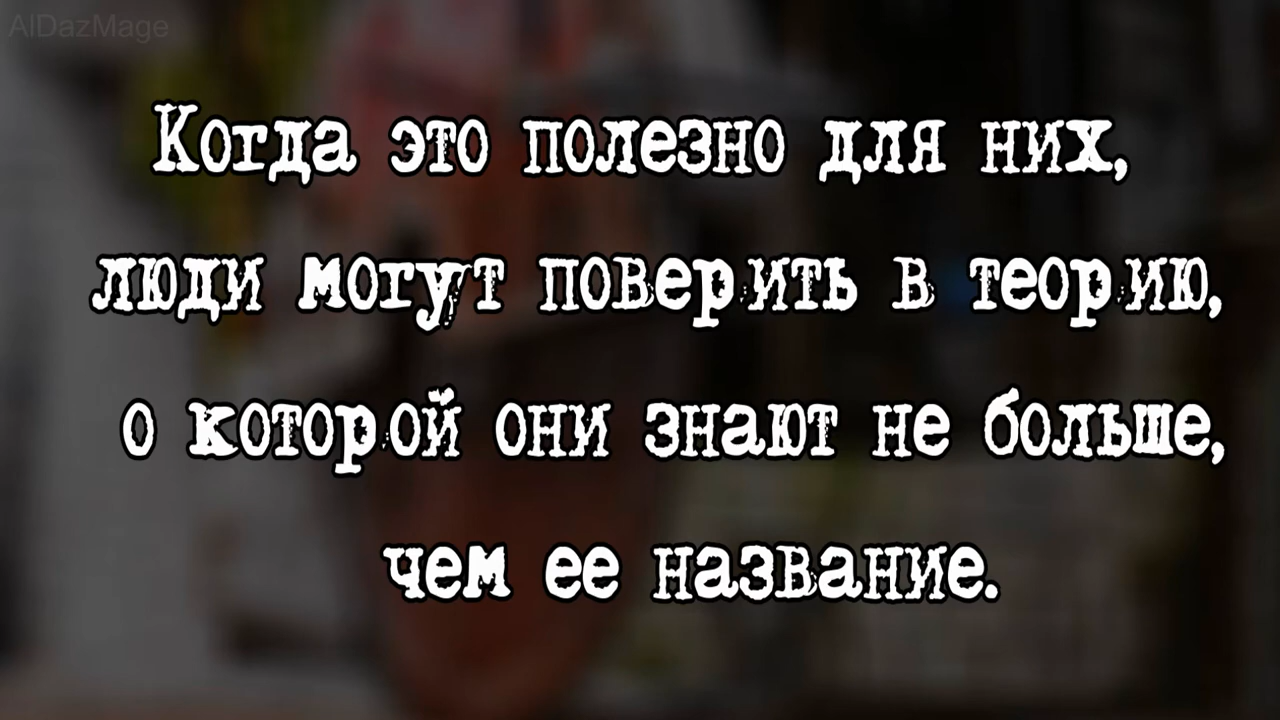 AlDazMage
Когда это полезно для них,
люди могут поверить в теорию,
о которой они знают не больше,
чем ее название.